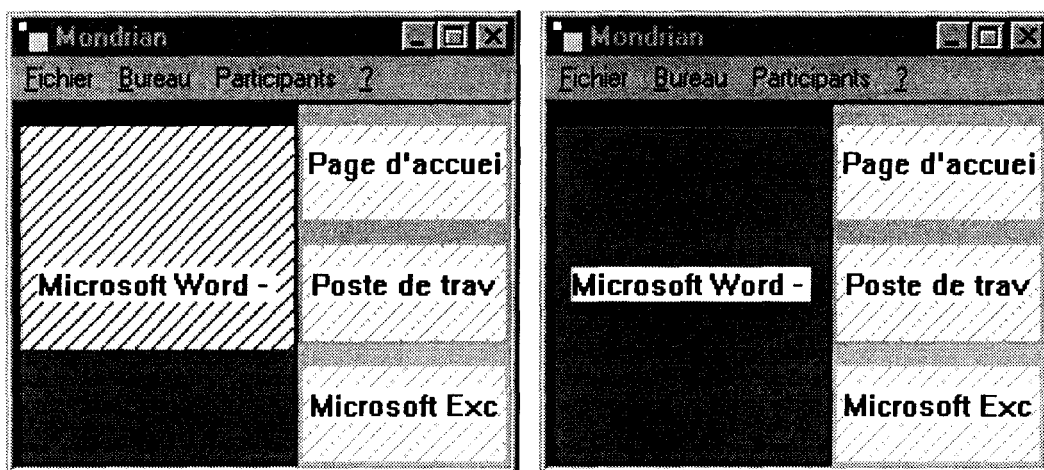 Mondrian
Fichier Bureau Participants ?
Page d'accuei
Microsoft Word -
Poste de trav
Microsoft Exc
Mondrian
Fichier Bureau Participants ?
Page d'accuei
Microsoft Word -
Poste de trav
Microsoft Exc